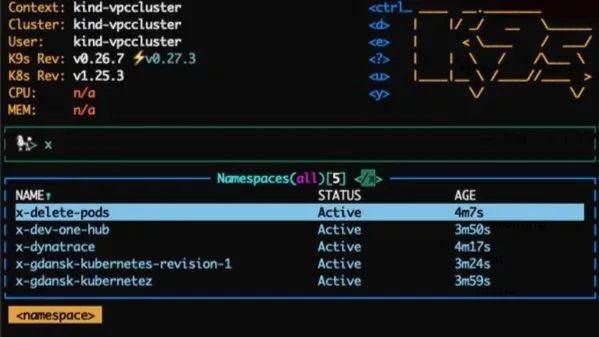 Context: kind-vpccluster <ctrl…
Cluster: kind-vpccluster <d>
User: kind-vpccluster <e>
K9s Rev: v0.26.7 ⚡v0.27.3 <?>
K8s Rev: v1.25.3 <u>
CPU: n/a <y>
MEM: n/a
x
Namespaces(all)[5] </x>
NAME↑ STATUS AGE
x-delete-pods Active 4m7s
x-dev-one-hub Active 3m50s
x-dynatrace Active 4m17s
x-gdansk-kubernetes-revision-1 Active 3m24s
x-gdansk-kubernetez Active 3m59s
<namespace>